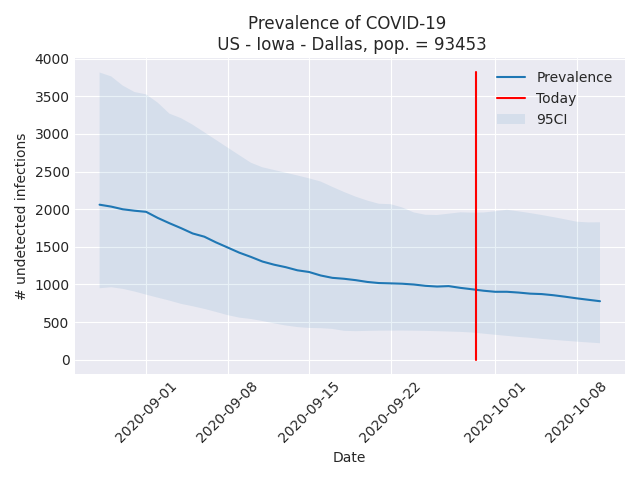 Prevalence of COVID-19
US - Iowa - Dallas, pop. = 93453
4000
3500
3000
2500
2000
1500
1000
500
0
# undetected infections
Prevalence
Today
95CI
2020-09-01
2020-09-08
2020-09-15
2020-09-22
2020-10-01
2020-10-08
Date